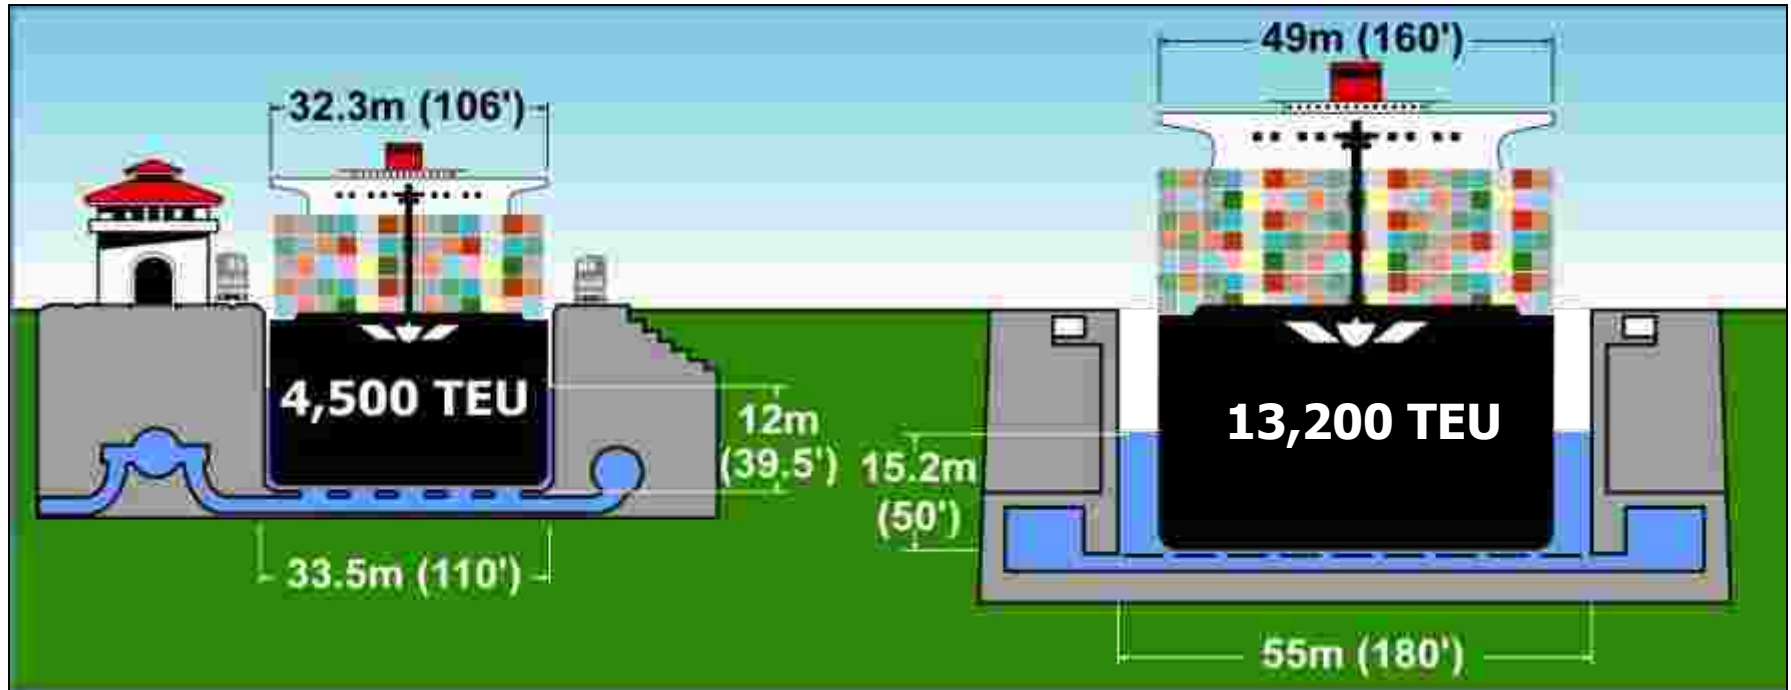 32.3m (106')
4,500 TEU
12m
(39.5')
33.5m (110')
49m (160')
13,200 TEU
15.2m
(50')
55m (180')